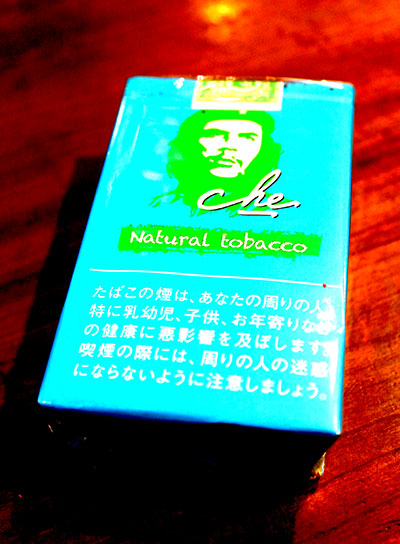 che
Natural tobacco
たばこの煙は、あなたの周りの人、
特に乳幼児、子供、お年寄りなど
の健康に悪影響を及ぼします。
喫煙の際には、周りの人の迷惑
にならないように注意しましょう。